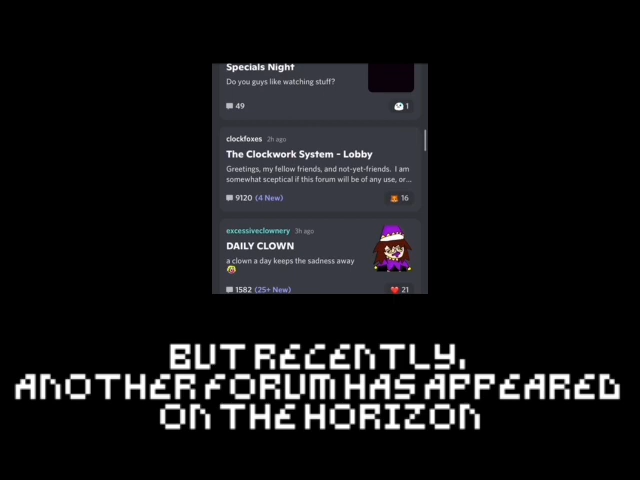 Specials Night
Do you guys like watching stuff?
49
1
clockfoxes 2h ago
The Clockwork System - Lobby
Greetings, my fellow friends, and not-yet-friends. I am
somewhat sceptical if this forum will be of any use, or...
9120 (4 New)
16
excessiveclownery 3h ago
DAILY CLOWN
a clown a day keeps the sadness away
1582 (25+ New)
21
BUT RECENTLY,
ANOTHER FORUM HAS APPEARED
ON THE HORIZON